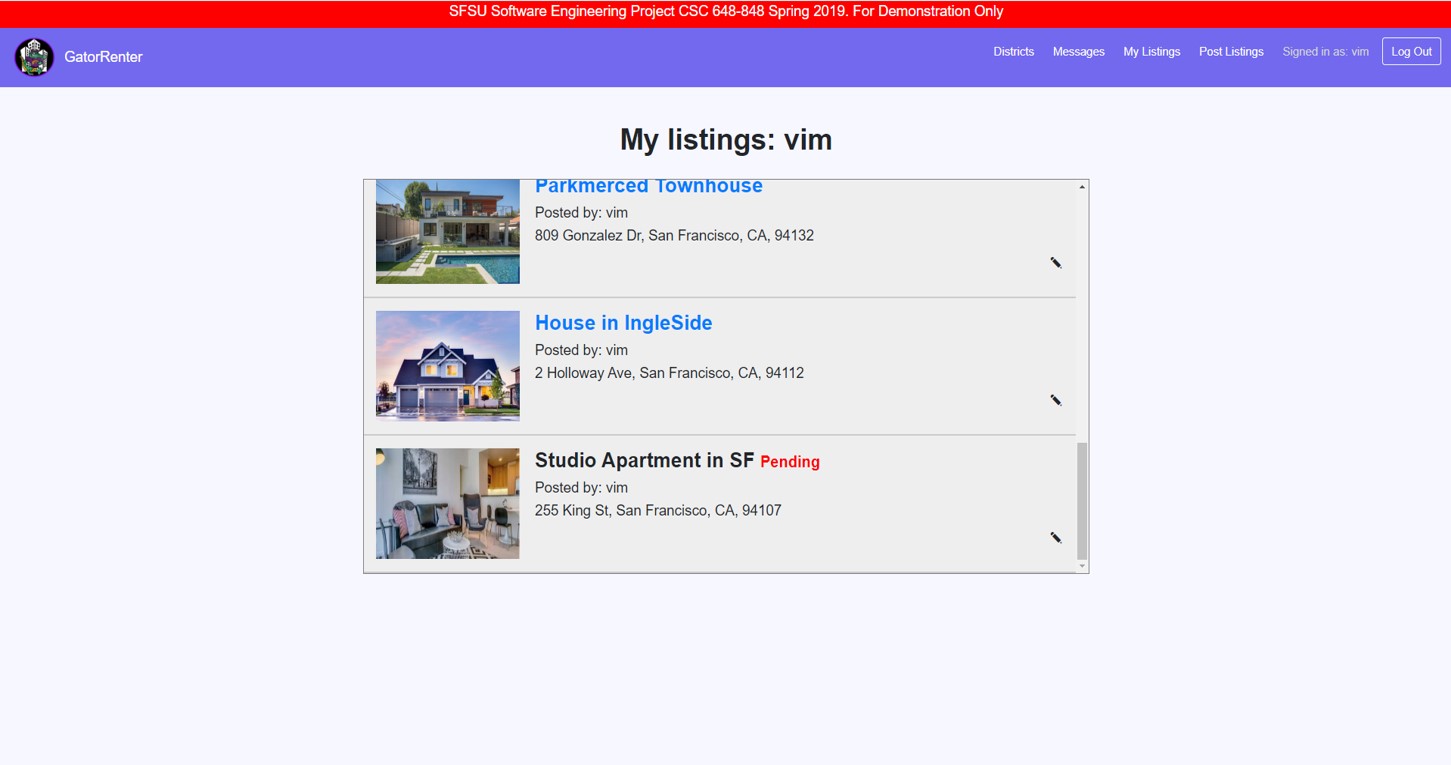 SFSU Software Engineering Project CSC 648-848 Spring 2019. For Demonstration Only
GatorRenter
Districts
Messages
My Listings
Post Listings
Signed in as: vim
Log Out
My listings: vim
Parkmerced Townhouse
Posted by: vim
809 Gonzalez Dr, San Francisco, CA, 94132
House in IngleSide
Posted by: vim
2 Holloway Ave, San Francisco, CA, 94112
Studio Apartment in SF Pending
Posted by: vim
255 King St, San Francisco, CA, 94107